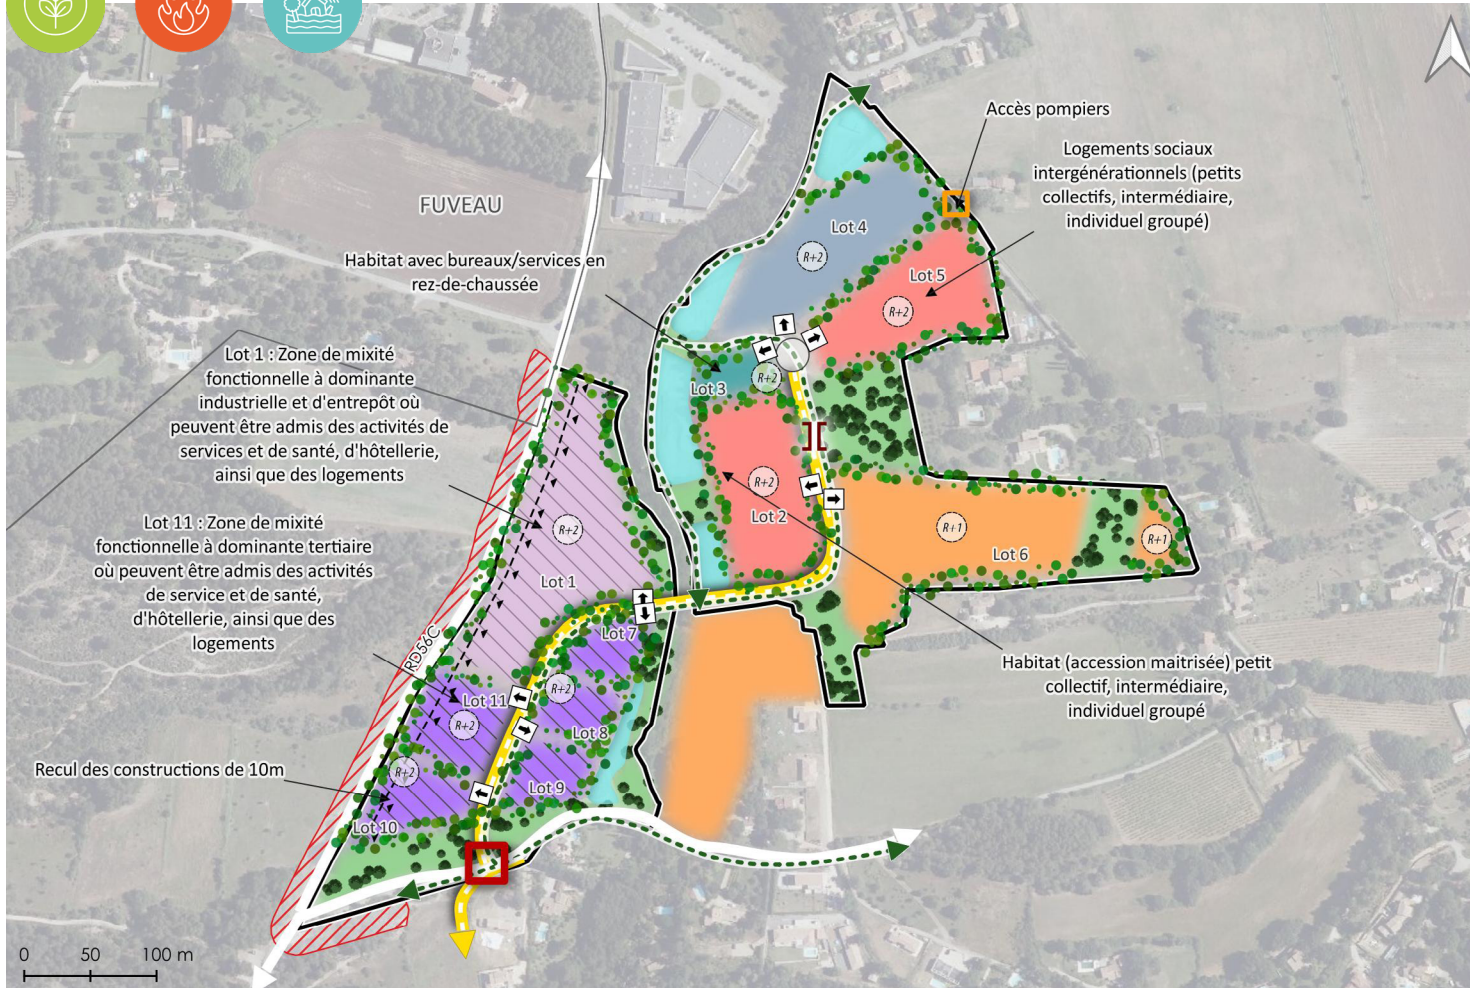 Accès pompiers
Logements sociaux
intergénérationnels (petits
collectifs, intermédiaire,
individuel groupé)
FUVEAU
Lot 4
R+2
Habitat avec bureaux/services en
rez-de-chaussée
Lot 5
R+2
Lot 1 : Zone de mixité
fonctionnelle à dominante
industrielle et d'entrepôt où
peuvent être admis des activités de
services et de santé, d'hôtellerie,
ainsi que des logements
Lot 3
R+2
R+2
Lot 2
Lot 11 : Zone de mixité
fonctionnelle à dominante tertiaire
où peuvent être admis des activités
de service et de santé,
d'hôtellerie, ainsi que des
logements
R+2
Lot 1
R+1
Lot 6
R+1
RD56C
Lot 7
R+2
Lot 11
R+2
Lot 8
Habitat (accession maitrisée) petit
collectif, intermédiaire,
individuel groupé
Recul des constructions de 10m
R+2
Lot 9
Lot 10
0 50 100 m